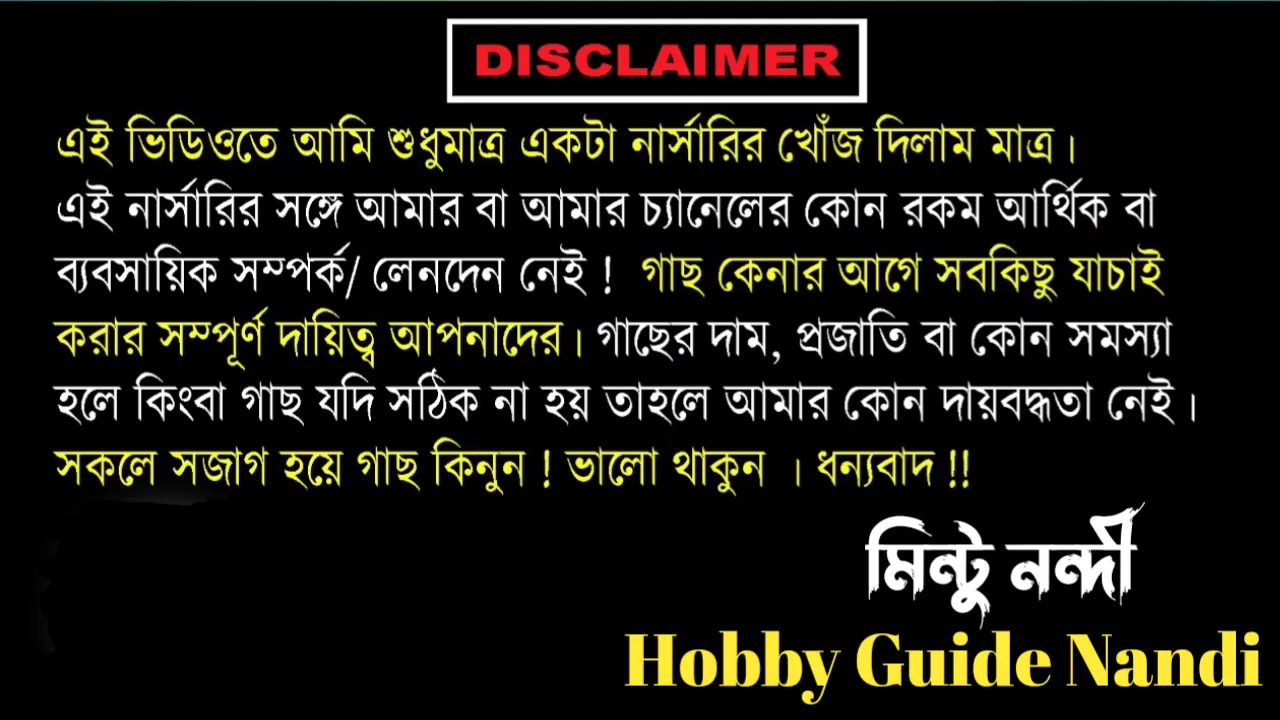 DISCLAIMER
এই ভিডিওতে আমি শুধুমাত্র একটা নার্সারির খোঁজ দিলাম মাত্র।
এই নার্সারির সঙ্গে আমার বা আমার চ্যানেলের কোন রকম আর্থিক বা
ব্যবসায়িক সম্পর্ক/ লেনদেন নেই ! গাছ কেনার আগে সবকিছু যাচাই
করার সম্পূর্ণ দায়িত্ব আপনাদের। গাছের দাম, প্রজাতি বা কোন সমস্যা
হলে কিংবা গাছ যদি সঠিক না হয় তাহলে আমার কোন দায়বদ্ধতা নেই।
সকলে সজাগ হয়ে গাছ কিনুন ! ভালো থাকুন । ধন্যবাদ !!
মিন্টু নন্দী
Hobby Guide Nandi